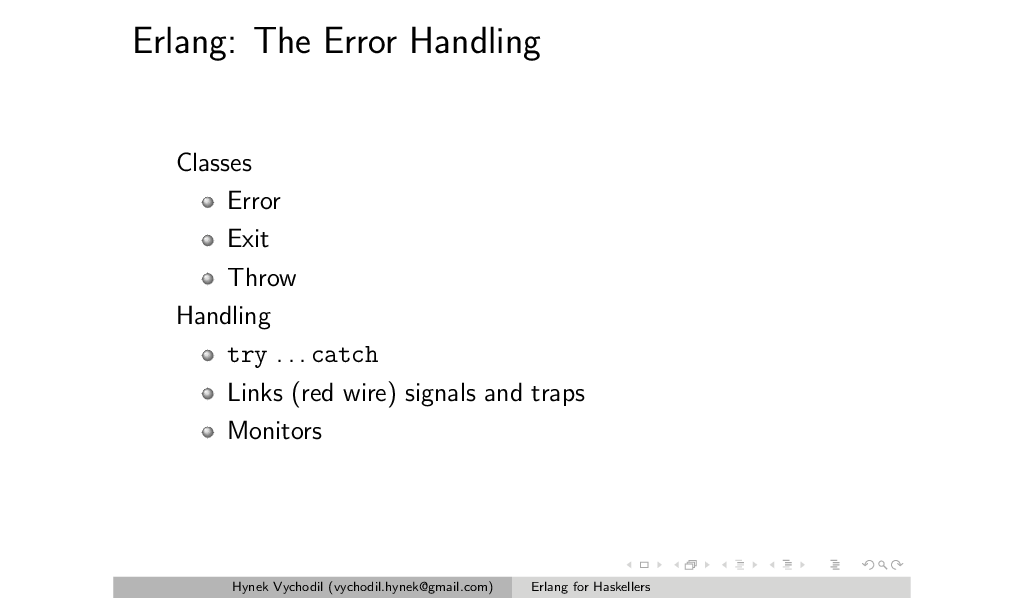 Erlang: The Error Handling
Classes
Error
Exit
Throw
Handling
try ... catch
Links (red wire) signals and traps
Monitors
Hynek Vychodil (vychodil.hynek@gmail.com) Erlang for Haskellers